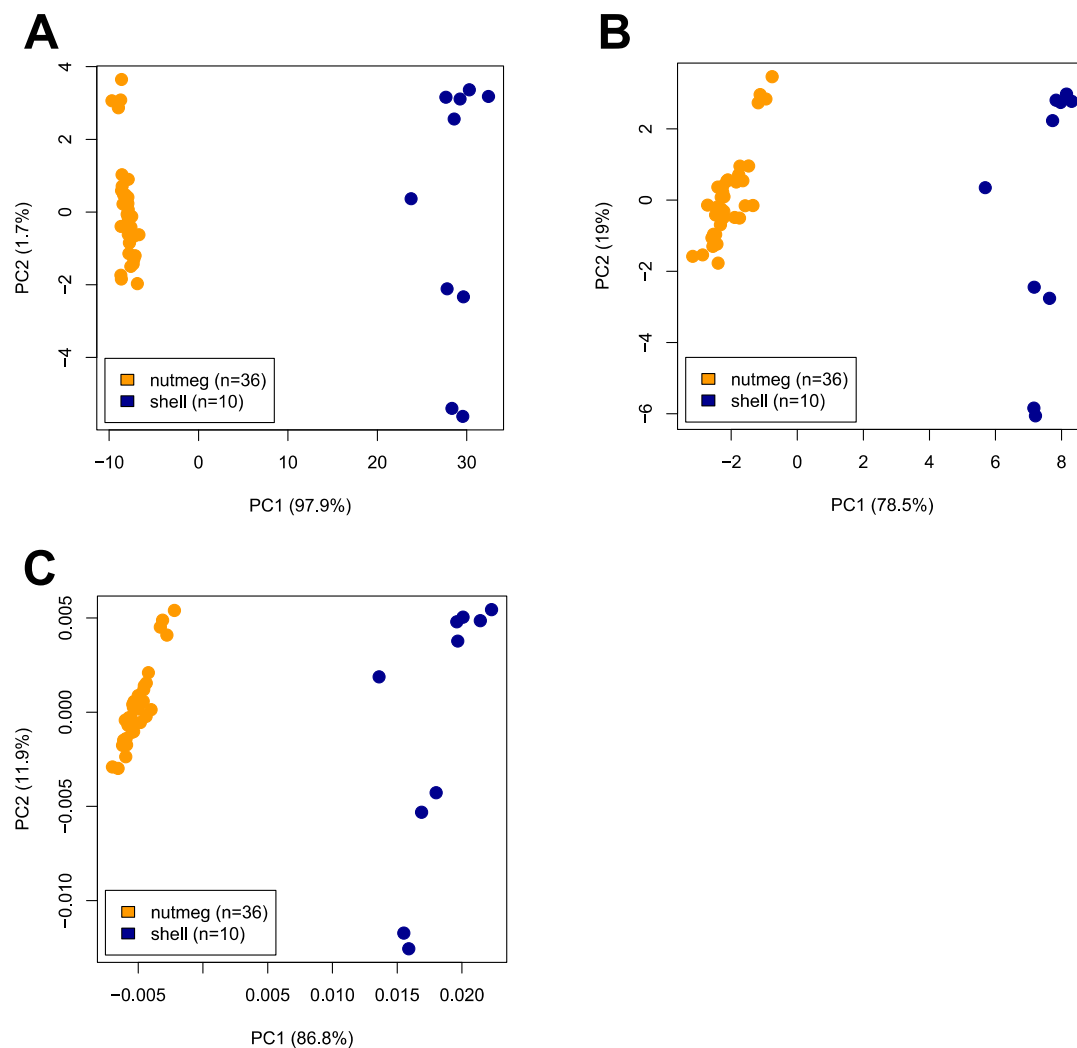 A
4
2
0
−2
−4
PC2 (1.7%)
nutmeg (n=36)
shell (n=10)
−10 0 10 20 30
PC1 (97.9%)
B
2
0
−2
−4
−6
PC2 (19%)
nutmeg (n=36)
shell (n=10)
−2 0 2 4 6 8
PC1 (78.5%)
C
0.005
0.000
−0.005
−0.010
PC2 (11.9%)
nutmeg (n=36)
shell (n=10)
−0.005 0.005 0.010 0.015 0.020
PC1 (86.8%)